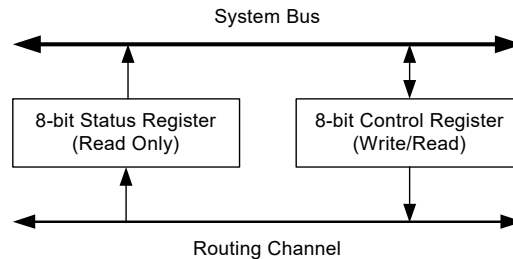 System Bus
8-bit Status Register
(Read Only)
8-bit Control Register
(Write/Read)
Routing Channel